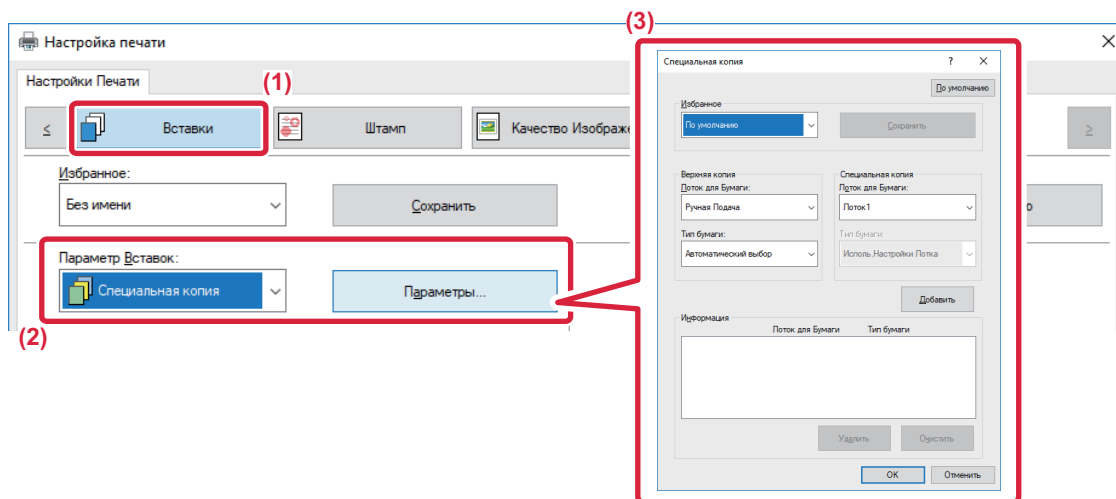 (3)
Настройка печати
Настройки Печати
(1)
≤ Вставки Штамп Качество Изображе ≥
Избранное:
Без имени Сохранить
Параметр Вставок:
Специальная копия Параметры...
(2)
Специальная копия ?
По умолчанию
Избранное
По умолчанию Сохранить
Верхняя копия Специальная копия
Поток для Бумаги: Поток для Бумаги:
Ручная Подача Лоток1
Тип бумаги: Тип бумаги:
Автоматический выбор Исполь.Настройки Лотка
Добавить
Информация
Поток для Бумаги Тип бумаги
Удалить Очистить
OK Отменить